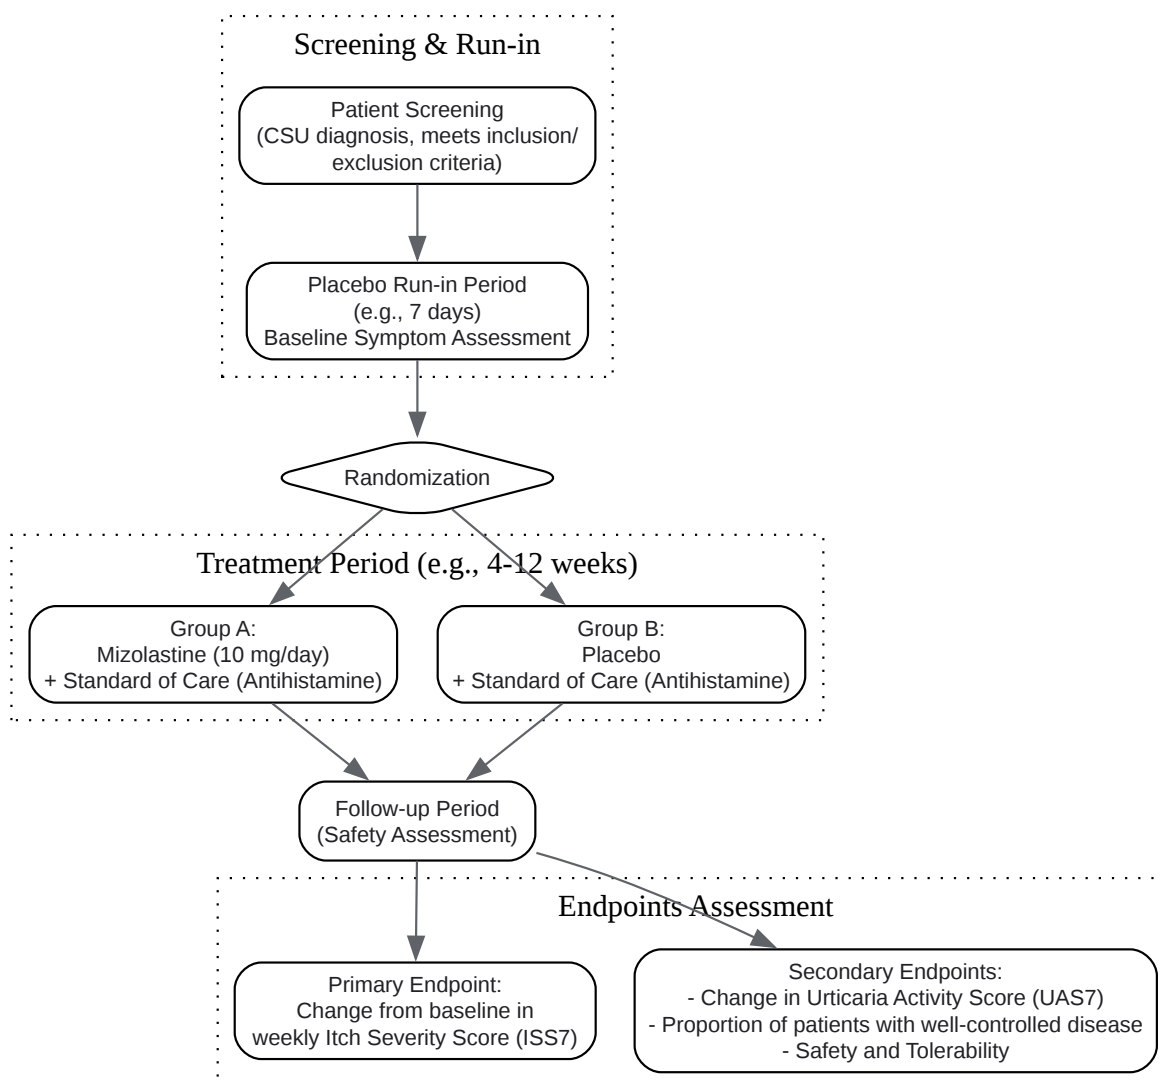 Screening & Run-in
Patient Screening
(CSU diagnosis, meets inclusion/
exclusion criteria)
Placebo Run-in Period
(e.g., 7 days)
Baseline Symptom Assessment
Randomization
Treatment Period (e.g., 4-12 weeks)
Group A:
Mizolastine (10 mg/day)
+ Standard of Care (Antihistamine)
Group B:
Placebo
+ Standard of Care (Antihistamine)
Follow-up Period
(Safety Assessment)
Endpoints Assessment
Primary Endpoint:
Change from baseline in
weekly Itch Severity Score (ISS7)
Secondary Endpoints:
- Change in Urticaria Activity Score (UAS7)
- Proportion of patients with well-controlled disease
- Safety and Tolerability